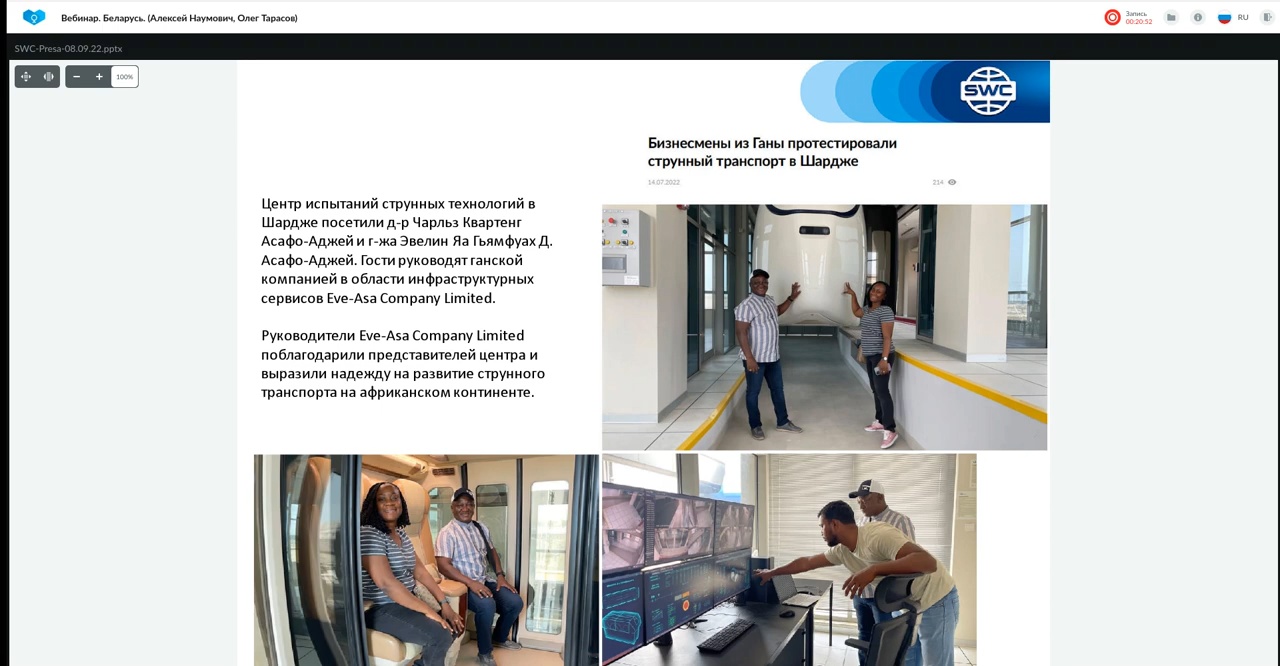 Вебинар. Беларусь. (Алексей Наумович, Олег Тарасов)
Запись
00:20:52
RU
SWC-Presa-08.09.22.pptx
100%
SWC
Бизнесмены из Ганы протестировали
струнный транспорт в Шардже
14.07.2022
214
Центр испытаний струнных технологий в
Шардже посетили д-р Чарльз Квартенг
Асафо-Аджей и г-жа Эвелин Яа Гьямфуах Д.
Асафо-Аджей. Гости руководят ганской
компанией в области инфраструктурных
сервисов Eve-Asa Company Limited.
Руководители Eve-Asa Company Limited
поблагодарили представителей центра и
выразили надежду на развитие струнного
транспорта на африканском континенте.